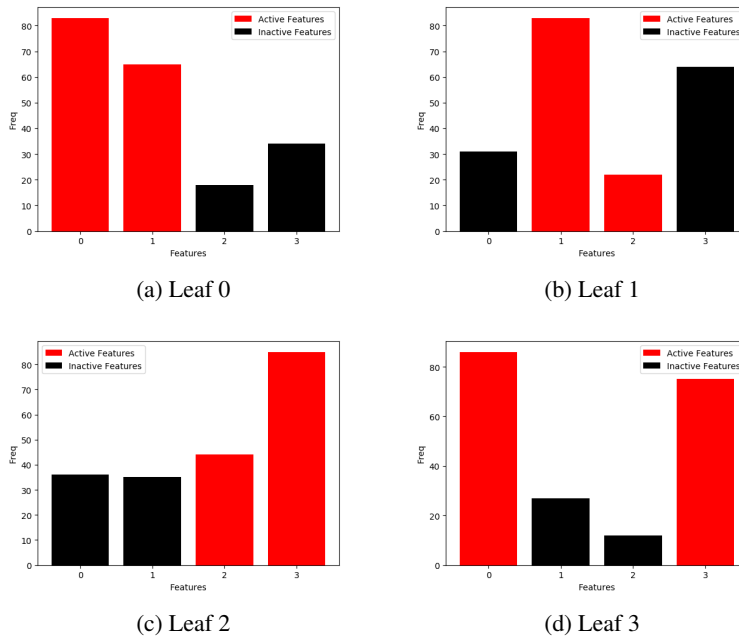 Active Features
Inactive Features
80
70
60
50
40
30
20
10
0
Freq
0 1 2 3
Features
(a) Leaf 0
Active Features
Inactive Features
80
70
60
50
40
30
20
10
0
Freq
0 1 2 3
Features
(b) Leaf 1
Active Features
Inactive Features
80
70
60
50
40
30
20
10
0
Freq
0 1 2 3
Features
(c) Leaf 2
Active Features
Inactive Features
80
60
40
20
0
Freq
0 1 2 3
Features
(d) Leaf 3